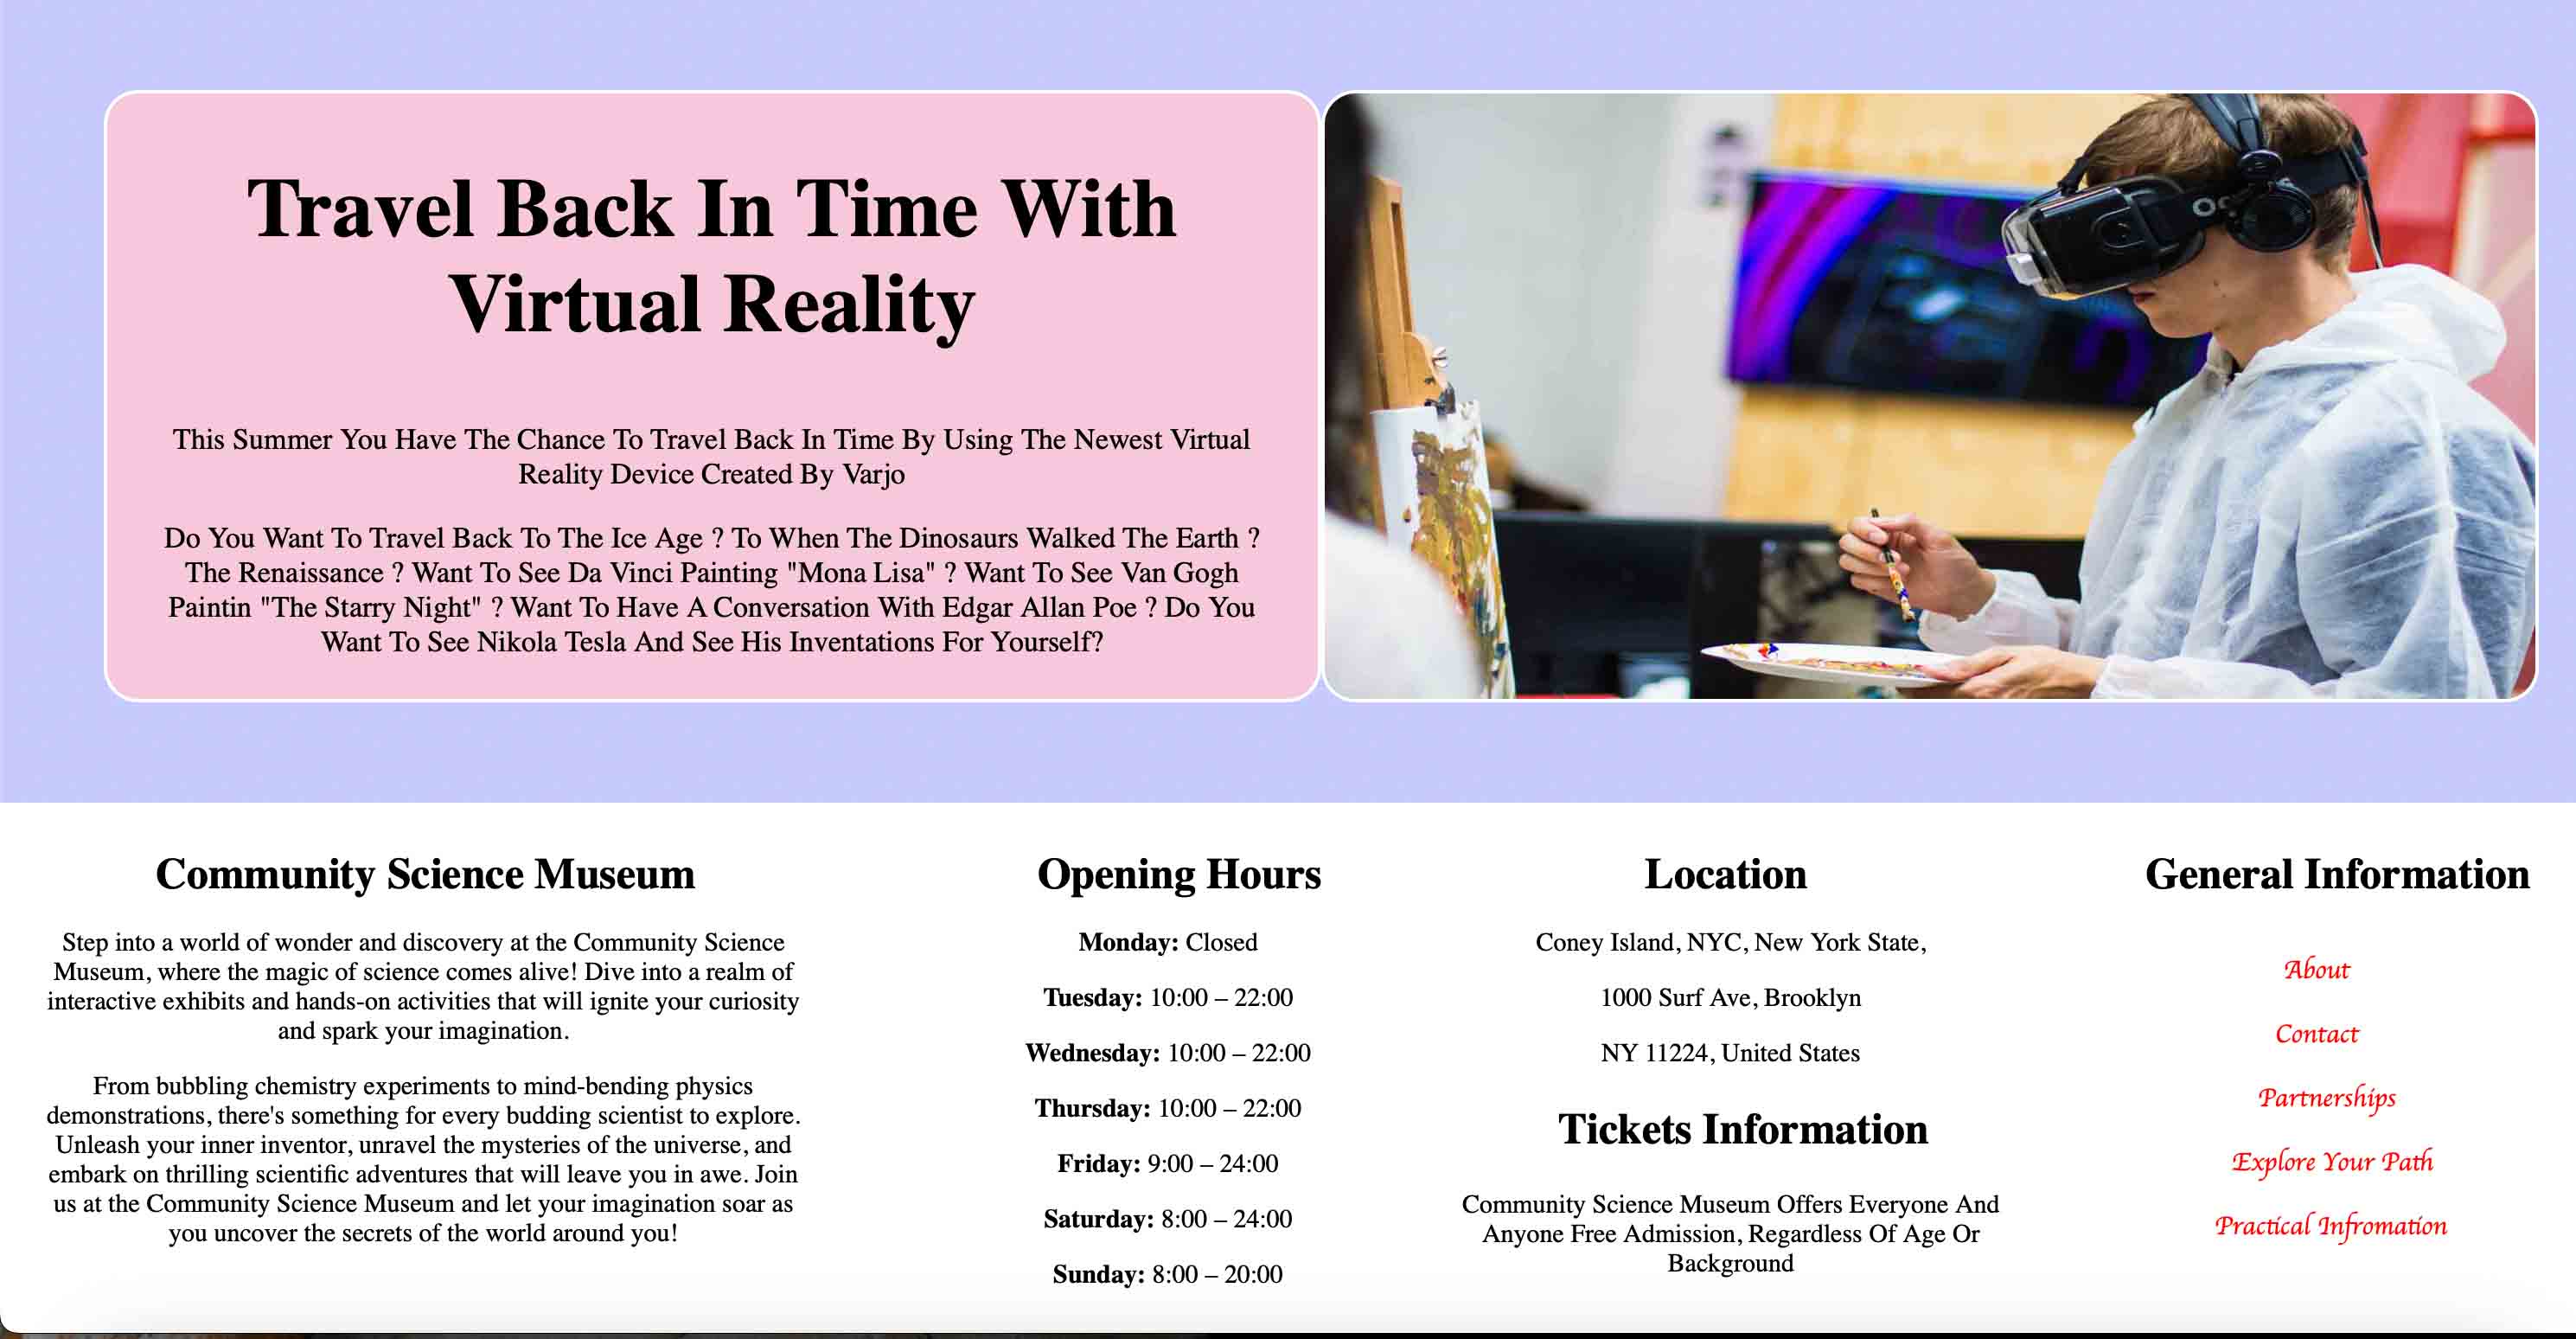 Travel Back In Time With
Virtual Reality
This Summer You Have The Chance To Travel Back In Time By Using The Newest Virtual
Reality Device Created By Varjo
Do You Want To Travel Back To The Ice Age ? To When The Dinosaurs Walked The Earth ?
The Renaissance ? Want To See Da Vinci Painting "Mona Lisa" ? Want To See Van Gogh
Paintin "The Starry Night" ? Want To Have A Conversation With Edgar Allan Poe ? Do You
Want To See Nikola Tesla And See His Inventations For Yourself?
Community Science Museum
Step into a world of wonder and discovery at the Community Science
Museum, where the magic of science comes alive! Dive into a realm of
interactive exhibits and hands-on activities that will ignite your curiosity
and spark your imagination.
From bubbling chemistry experiments to mind-bending physics
demonstrations, there's something for every budding scientist to explore.
Unleash your inner inventor, unravel the mysteries of the universe, and
embark on thrilling scientific adventures that will leave you in awe. Join
us at the Community Science Museum and let your imagination soar as
you uncover the secrets of the world around you!
Opening Hours
Monday: Closed
Tuesday: 10:00 – 22:00
Wednesday: 10:00 – 22:00
Thursday: 10:00 – 22:00
Friday: 9:00 – 24:00
Saturday: 8:00 – 24:00
Sunday: 8:00 – 20:00
Location
Coney Island, NYC, New York State,
1000 Surf Ave, Brooklyn
NY 11224, United States
Tickets Information
Community Science Museum Offers Everyone And
Anyone Free Admission, Regardless Of Age Or
Background
General Information
About
Contact
Partnerships
Explore Your Path
Practical Infromation